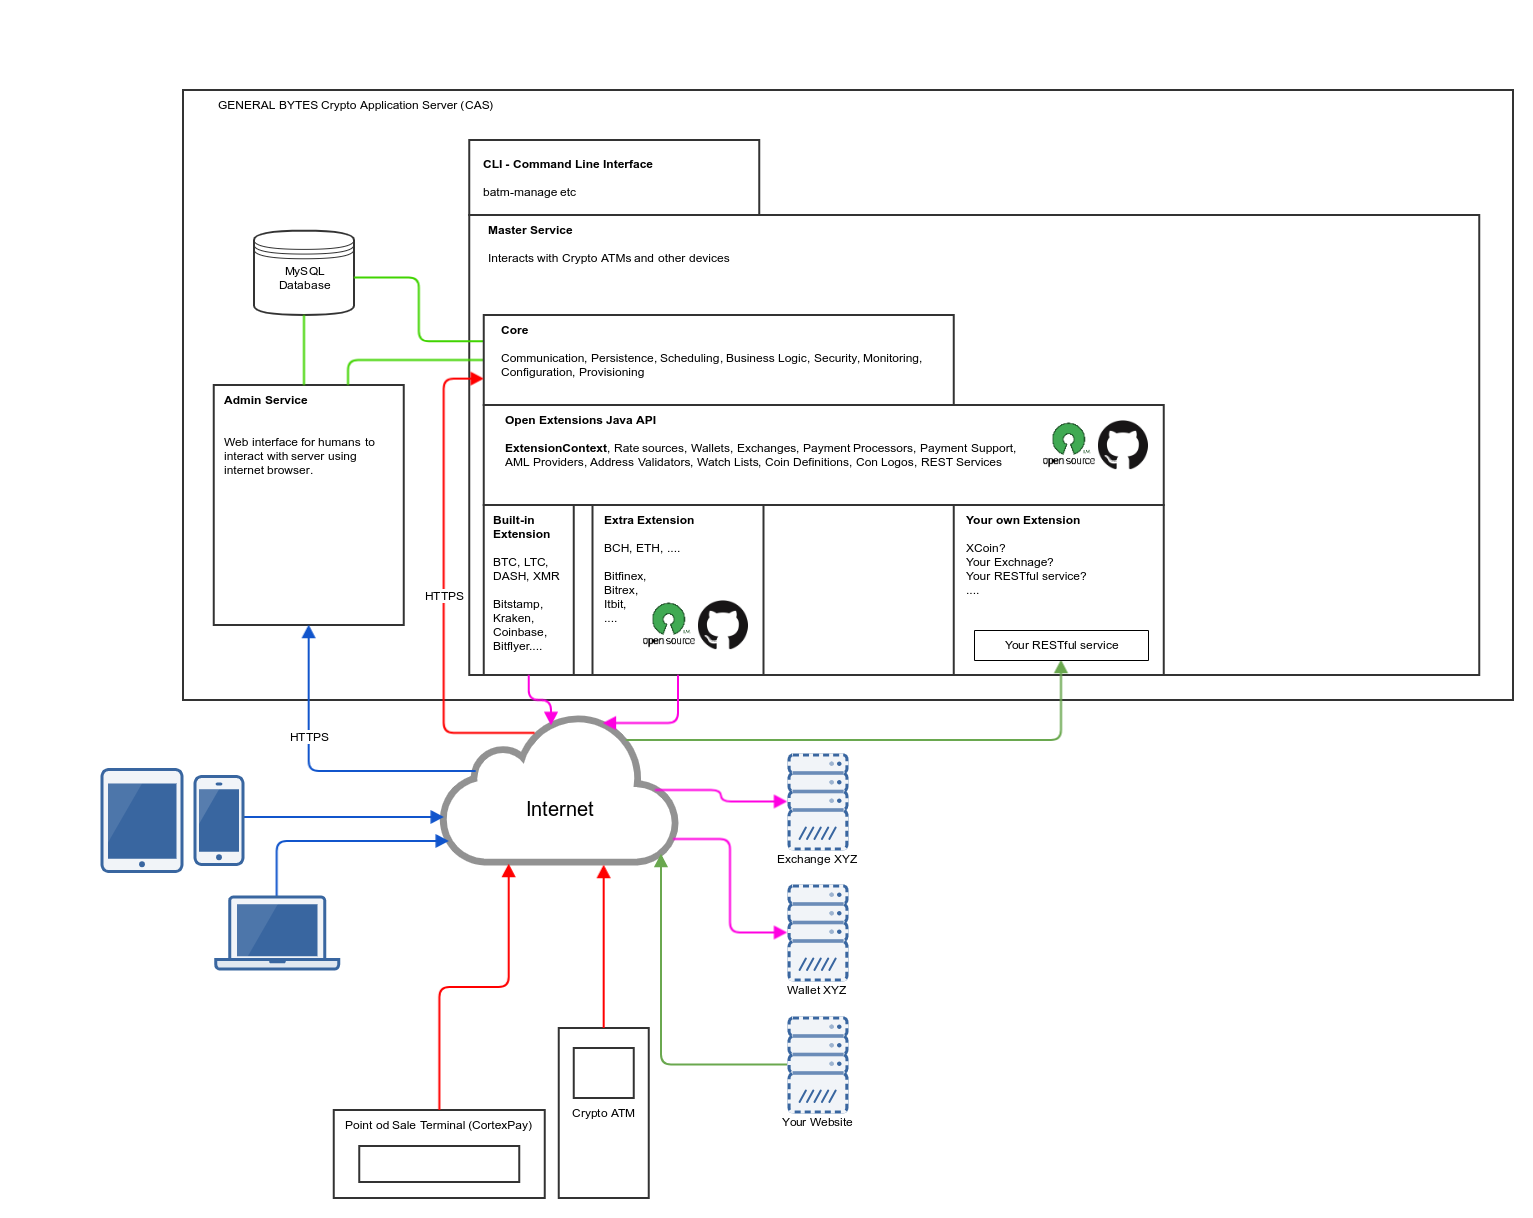 GENERAL BYTES Crypto Application Server (CAS)
CLI - Command Line Interface
batm-manage etc
Master Service
Interacts with Crypto ATMs and other devices
MySQL
Database
Core
Communication, Persistence, Scheduling, Business Logic, Security, Monitoring,
Configuration, Provisioning
Admin Service
Web interface for humans to
interact with server using
internet browser.
Open Extensions Java API
ExtensionContext, Rate sources, Wallets, Exchanges, Payment Processors, Payment Support,
AML Providers, Address Validators, Watch Lists, Coin Definitions, Con Logos, REST Services
open source
Built-in
Extension
BTC, LTC,
DASH, XMR
Bitstamp,
Kraken,
Coinbase,
Bitflyer....
Extra Extension
BCH, ETH, ....
Bitfinex,
Bitrex,
Itbit,
....
open source
Your own Extension
XCoin?
Your Exchnage?
Your RESTful service?
....
Your RESTful service
HTTPS
HTTPS
Internet
Exchange XYZ
Wallet XYZ
Your Website
Crypto ATM
Point od Sale Terminal (CortexPay)